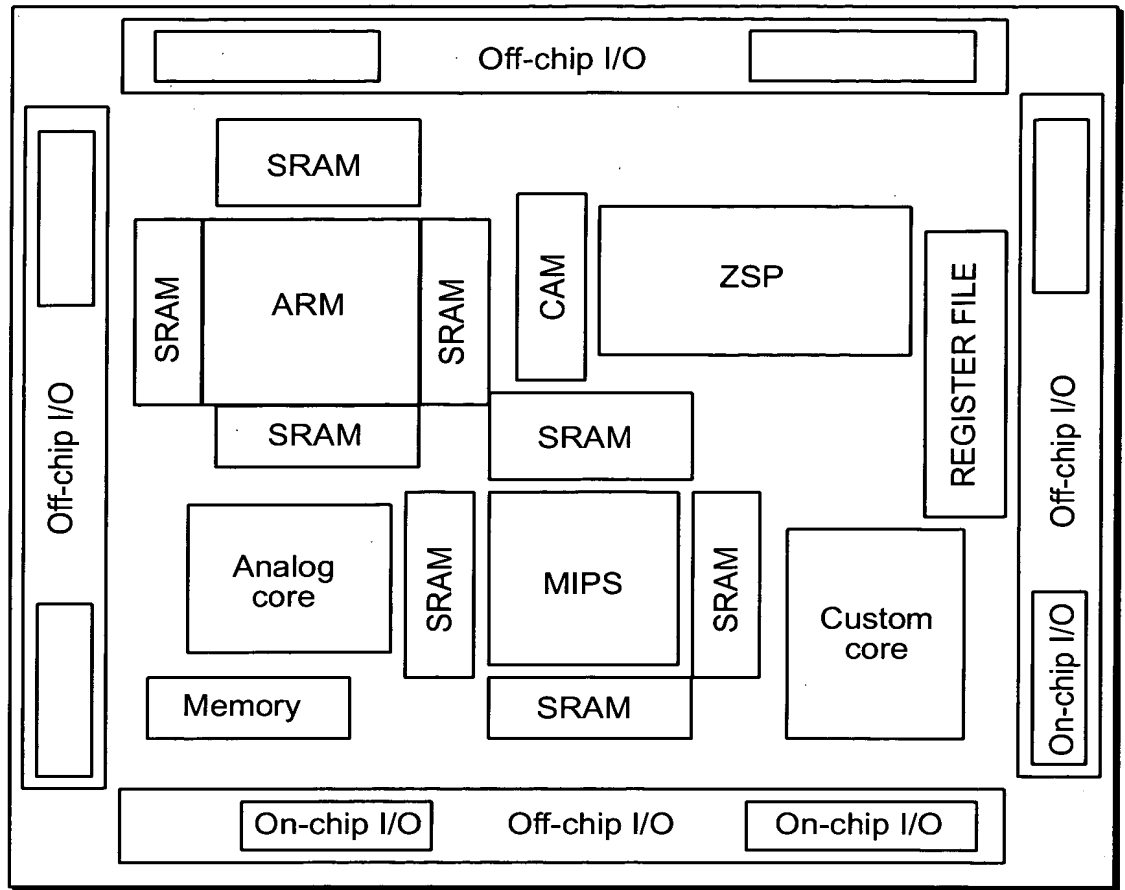 Off-chip I/O
SRAM
SRAM
ARM
SRAM
CAM
ZSP
REGISTER FILE
SRAM
SRAM
Off-chip I/O
Off-chip I/O
Analog
core
SRAM
MIPS
SRAM
Custom
core
On-chip I/O
Memory
SRAM
On-chip I/O
Off-chip I/O
On-chip I/O